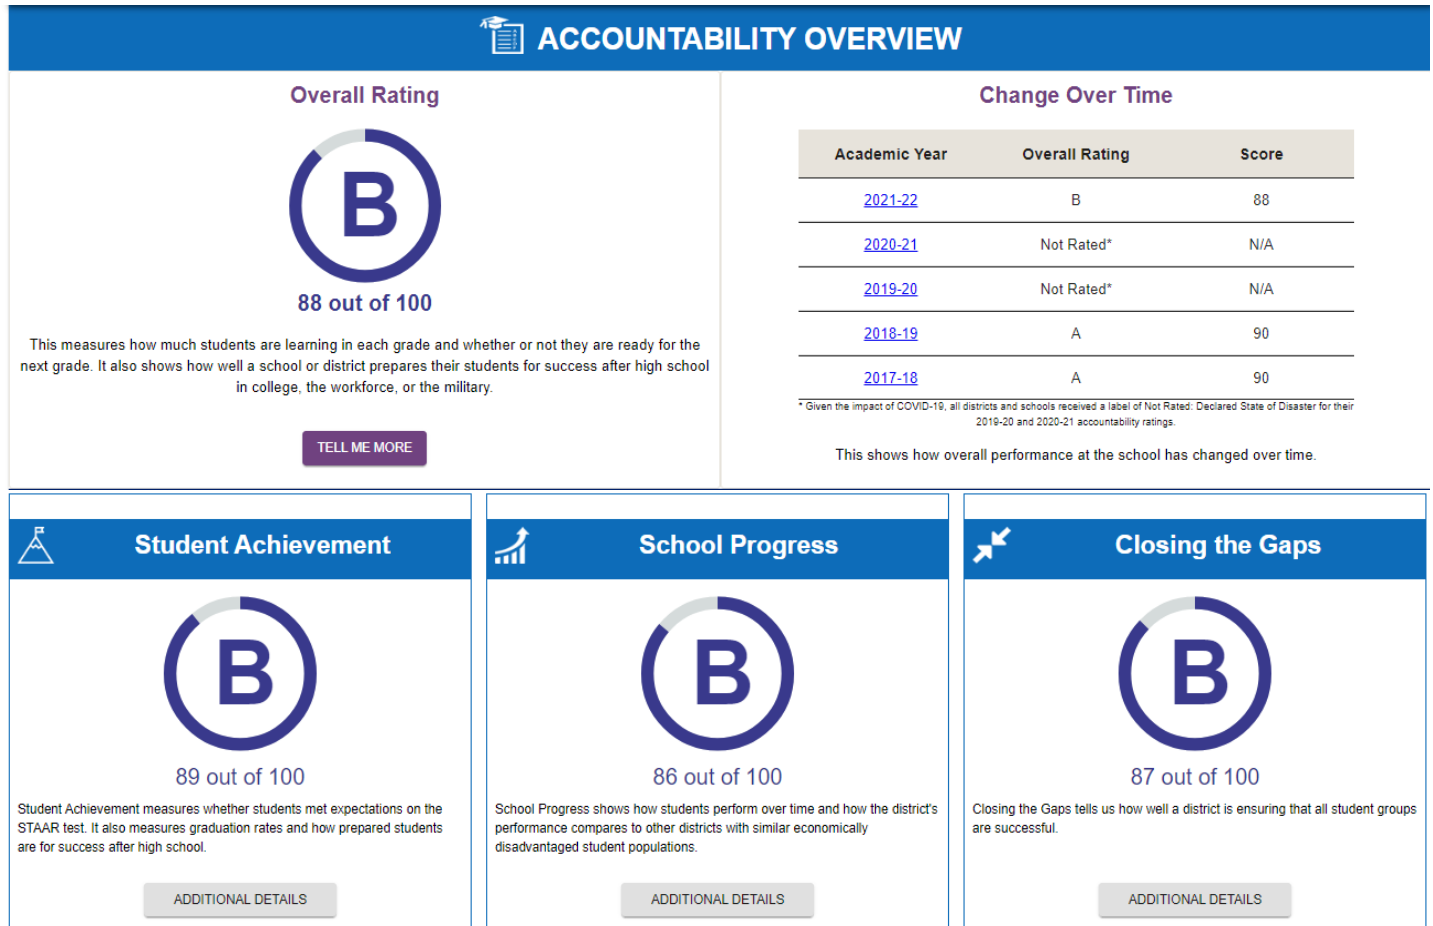 ACCOUNTABILITY OVERVIEW
Overall Rating
B
88 out of 100
This measures how much students are learning in each grade and whether or not they are ready for the
next grade. It also shows how well a school or district prepares their students for success after high school
in college, the workforce, or the military.
TELL ME MORE
Change Over Time
Academic Year Overall Rating Score
2021-22 B 88
2020-21 Not Rated* N/A
2019-20 Not Rated* N/A
2018-19 A 90
2017-18 A 90
* Given the impact of COVID-19, all districts and schools received a label of Not Rated: Declared State of Disaster for their
2019-20 and 2020-21 accountability ratings.
This shows how overall performance at the school has changed over time.
Student Achievement
B
89 out of 100
Student Achievement measures whether students met expectations on the
STAAR test. It also measures graduation rates and how prepared students
are for success after high school.
ADDITIONAL DETAILS
School Progress
B
86 out of 100
School Progress shows how students perform over time and how the district's
performance compares to other districts with similar economically
disadvantaged student populations.
ADDITIONAL DETAILS
Closing the Gaps
B
87 out of 100
Closing the Gaps tells us how well a district is ensuring that all student groups
are successful.
ADDITIONAL DETAILS